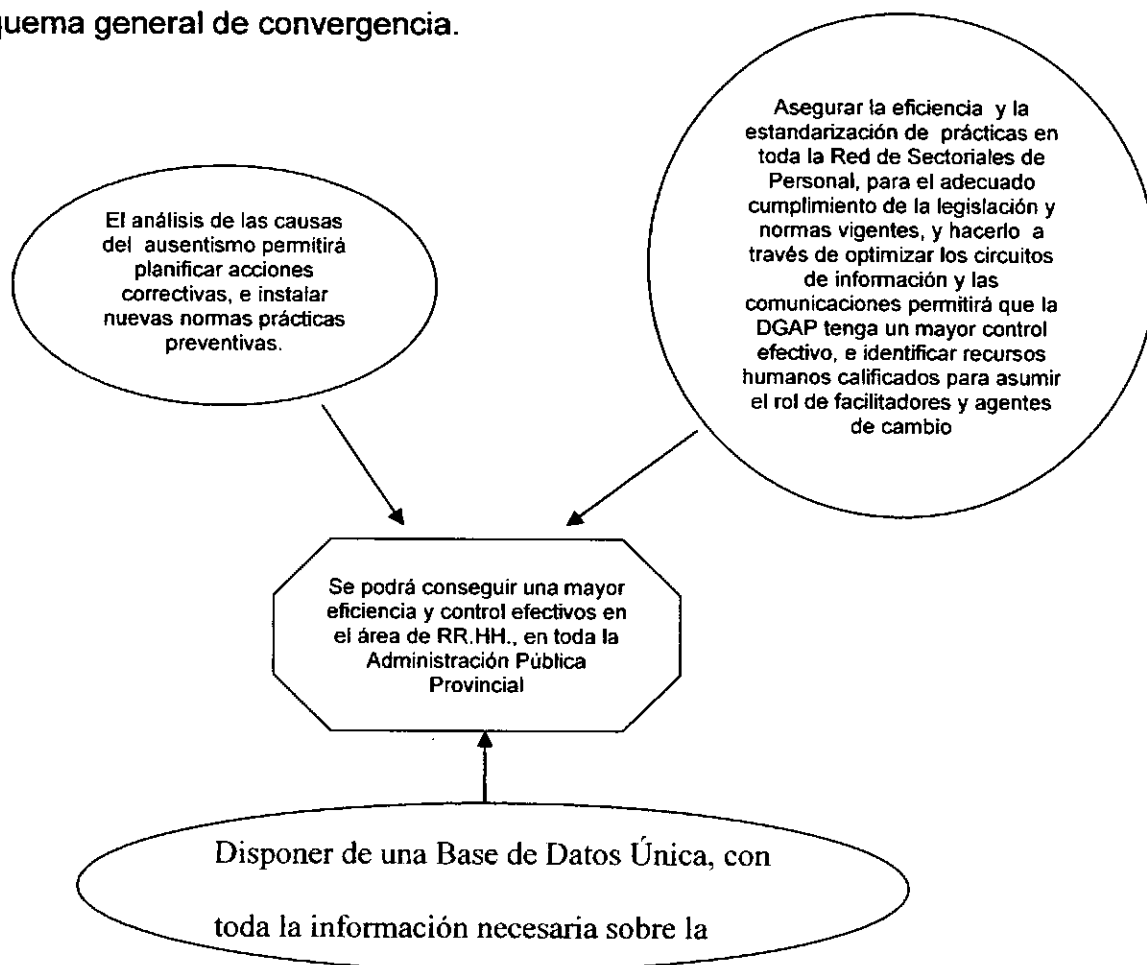 quema general de convergencia.
El análisis de las causas
del ausentismo permitirá
planificar acciones
correctivas, e instalar
nuevas normas prácticas
preventivas.
Asegurar la eficiencia y la
estandarización de prácticas en
toda la Red de Sectoriales de
Personal, para el adecuado
cumplimiento de la legislación y
normas vigentes, y hacerlo a
través de optimizar los circuitos
de información y las
comunicaciones permitirá que la
DGAP tenga un mayor control
efectivo, e identificar recursos
humanos calificados para asumir
el rol de facilitadores y agentes
de cambio
Se podrá conseguir una mayor
eficiencia y control efectivos en
el área de RR.HH., en toda la
Administración Pública
Provincial
Disponer de una Base de Datos Única, con
toda la información necesaria sobre la